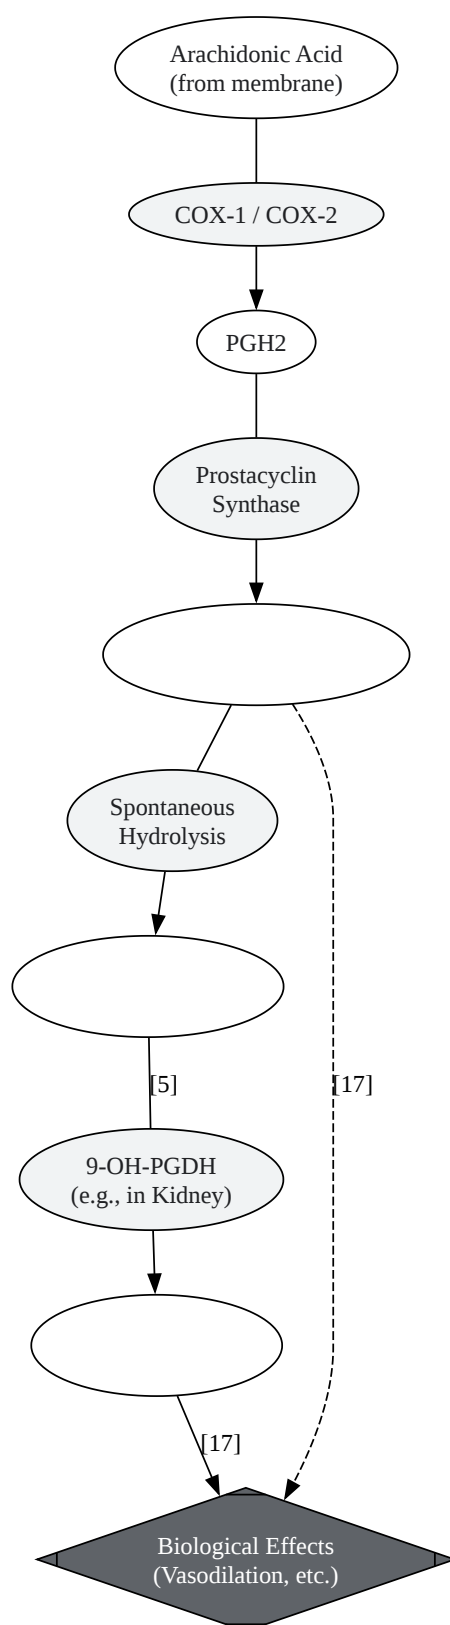 Arachidonic Acid
(from membrane)
COX-1 / COX-2
PGH2
Prostacyclin
Synthase
Spontaneous
Hydrolysis
[5]
[17]
9-OH-PGDH
(e.g., in Kidney)
[17]
Biological Effects
(Vasodilation, etc.)